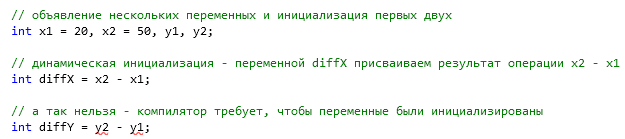 // объявление нескольких переменных и инициализация первых двух
int x1 = 20, x2 = 50, y1, y2;
// динамическая инициализация - переменной diffX присваиваем результат операции x2 - x1
int diffX = x2 - x1;
// а так нельзя - компилятор требует, чтобы переменные были инициализированы
int diffY = y2 - y1;